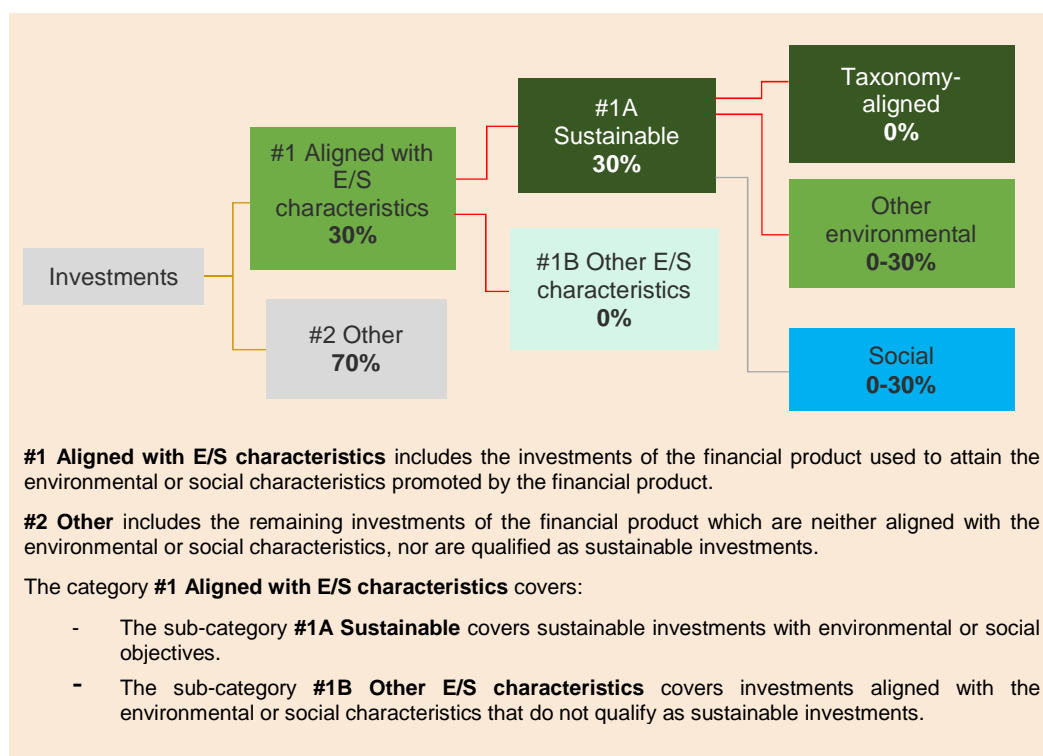 Investments
#1 Aligned with
E/S
characteristics
30%
#2 Other
70%
#1A
Sustainable
30%
#1B Other E/S
characteristics
0%
Taxonomy-
aligned
0%
Other
environmental
0-30%
Social
0-30%
#1 Aligned with E/S characteristics includes the investments of the financial product used to attain the
environmental or social characteristics promoted by the financial product.
#2 Other includes the remaining investments of the financial product which are neither aligned with the
environmental or social characteristics, nor are qualified as sustainable investments.
The category #1 Aligned with E/S characteristics covers:
- The sub-category #1A Sustainable covers sustainable investments with environmental or social
objectives.
- The sub-category #1B Other E/S characteristics covers investments aligned with the
environmental or social characteristics that do not qualify as sustainable investments.